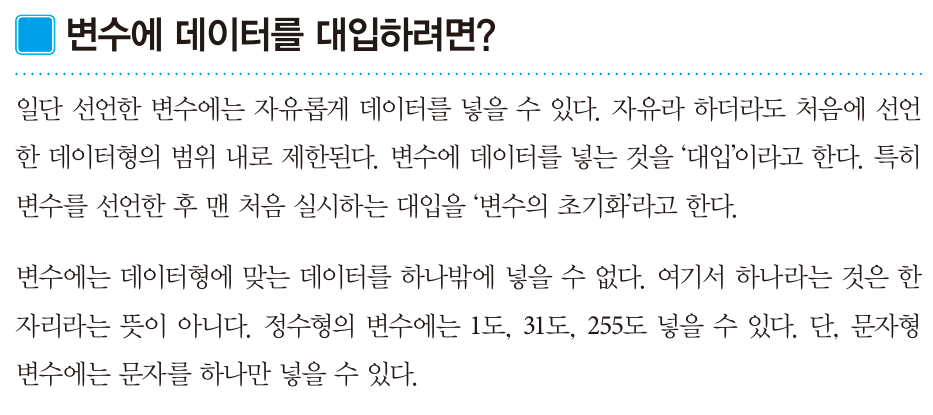 변수에 데이터를 대입하려면?
일단 선언한 변수에는 자유롭게 데이터를 넣을 수 있다. 자유라 하더라도 처음에 선언
한 데이터형의 범위 내로 제한된다. 변수에 데이터를 넣는 것을 ‘대입’이라고 한다. 특히
변수를 선언한 후 맨 처음 실시하는 대입을 ‘변수의 초기화’라고 한다.
변수에는 데이터형에 맞는 데이터를 하나밖에 넣을 수 없다. 여기서 하나라는 것은 한
자리라는 뜻이 아니다. 정수형의 변수에는 1도, 31도, 255도 넣을 수 있다. 단, 문자형
변수에는 문자를 하나만 넣을 수 있다.